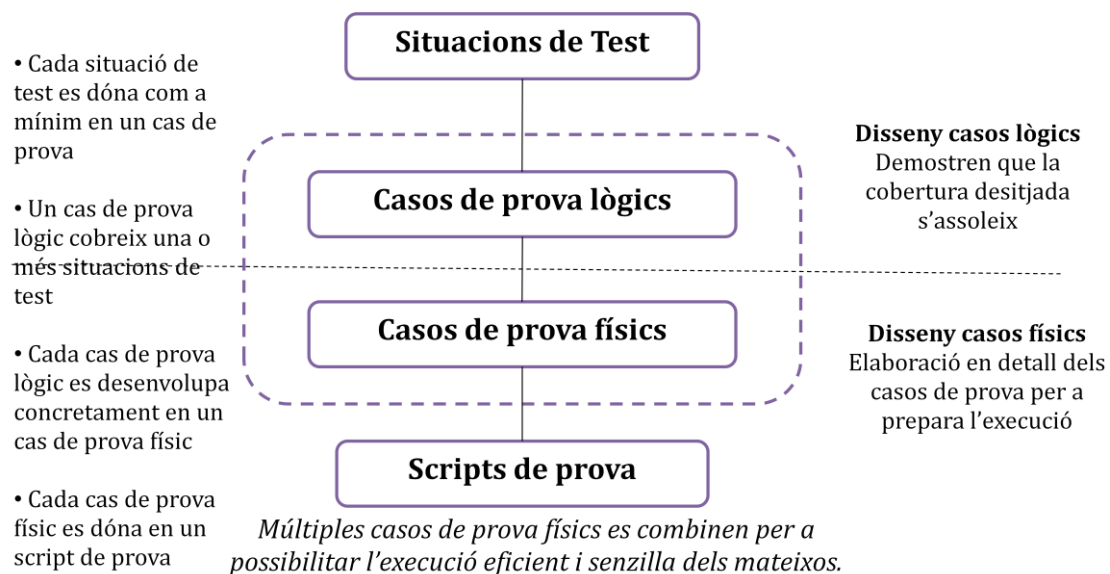 Situacions de Test
• Cada situació de
test es dóna com a
mínim en un cas de
prova
• Un cas de prova
lògic cobreix una o
més situacions de
test
• Cada cas de prova
lògic es desenvolupa
concretament en un
cas de prova físic
• Cada cas de prova
físic es dóna en un
script de prova
Casos de prova lògics
Casos de prova físics
Scripts de prova
Múltiples casos de prova físics es combinen per a
possibilitar l’execució eficient i senzilla dels mateixos.
Disseny casos lògics
Demostren que la
cobertura desitjada
s’assoleix
Disseny casos físics
Elaboració en detall dels
casos de prova per a
prepara l’execució